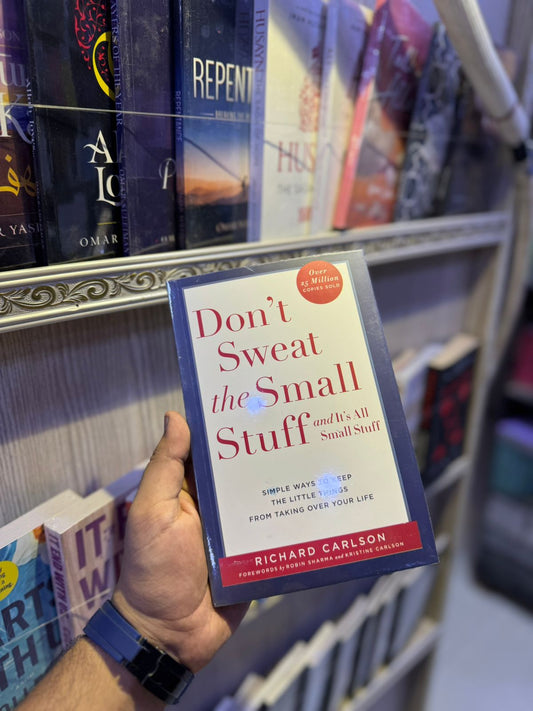 REPENT
OMAR
Over
25 Million
COPIES SOLD
Don't
Sweat
the Small
Stuff and It's All
Small Stuff
SIMPLE WAYS TO KEEP
THE LITTLE THINGS
FROM TAKING OVER YOUR LIFE
RICHARD CARLSON
FOREWORDS by ROBIN SHARMA and KRISTINE CARLSON